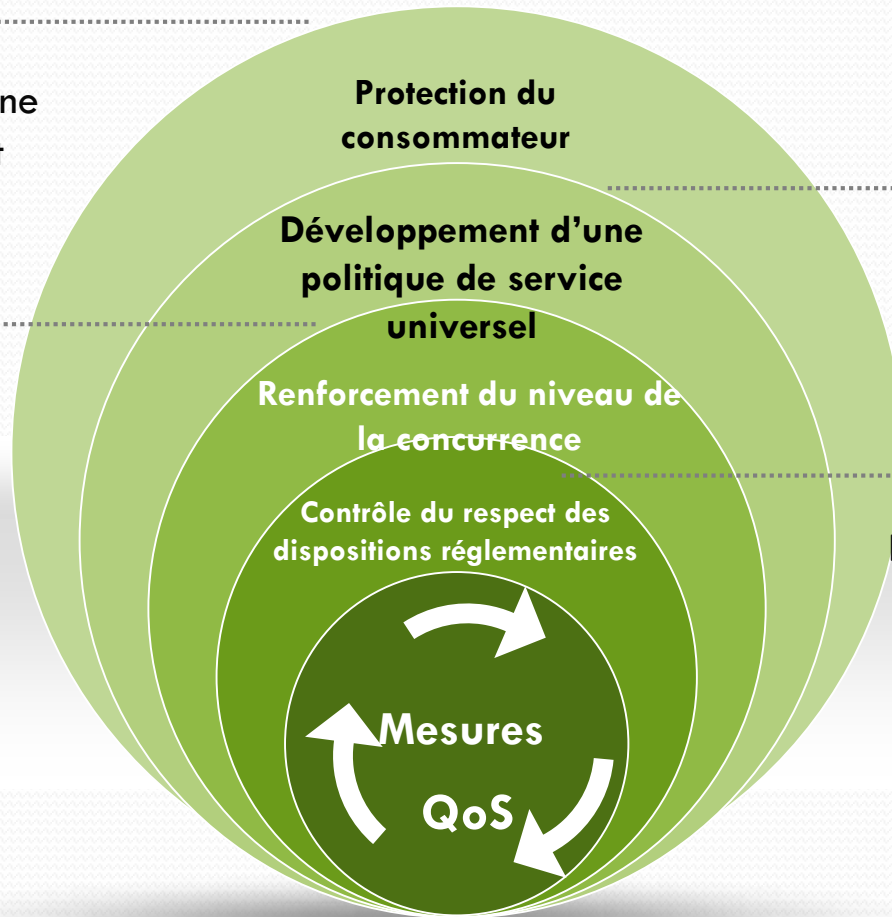 Protection du
consommateur
Développement d’une
politique de service
universel
Renforcement du niveau de
la concurrence
Contrôle du respect des
dispositions réglementaires
Mesures
QoS